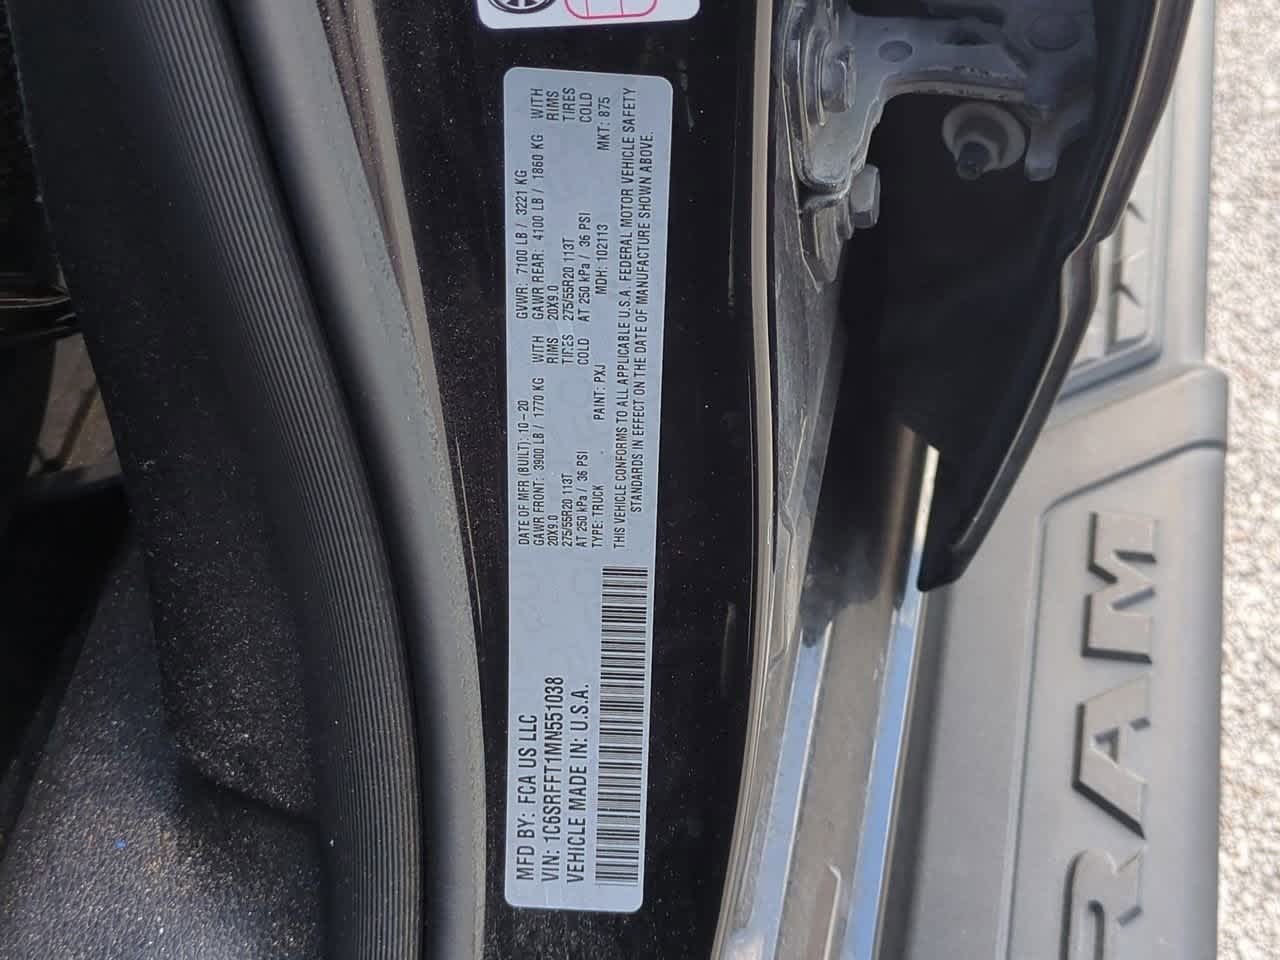 MFD BY: FCA US LLC
VIN: 1C6SRFFT1MN551038
VEHICLE MADE IN: U.S.A.
DATE OF MFR (BUILT): 10-20 GVWR: 7100 LB / 3221 KG
GAWR FRONT: 3900 LB / 1770 KG WITH GAWR REAR: 4100 LB / 1860 KG WITH
20X9.0 RIMS 20X9.0 RIMS
275/55R20 113T TIRES 275/55R20 113T TIRES
AT 250 kPa / 36 PSI COLD AT 250 kPa / 36 PSI COLD
TYPE: TRUCK PAINT: PXJ MDH: 102113 MKT: 875
THIS VEHICLE CONFORMS TO ALL APPLICABLE U.S.A. FEDERAL MOTOR VEHICLE SAFETY
STANDARDS IN EFFECT ON THE DATE OF MANUFACTURE SHOWN ABOVE.
RAM